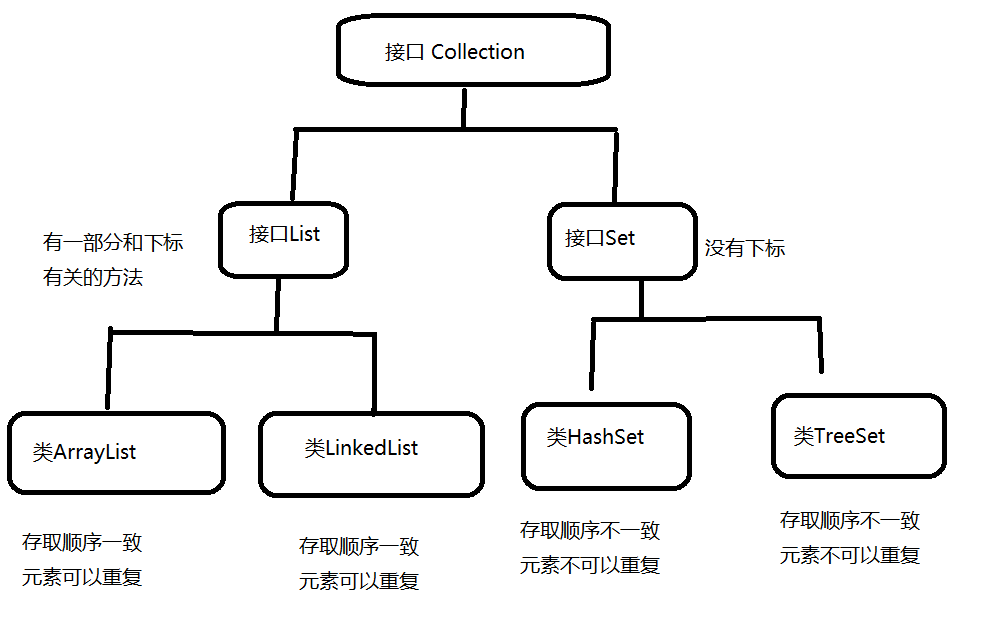 接口 Collection
接口List
接口Set
有一部分和下标
有关的方法
没有下标
类ArrayList
类LinkedList
类HashSet
类TreeSet
存取顺序一致
元素可以重复
存取顺序一致
元素可以重复
存取顺序不一致
元素不可以重复
存取顺序不一致
元素不可以重复